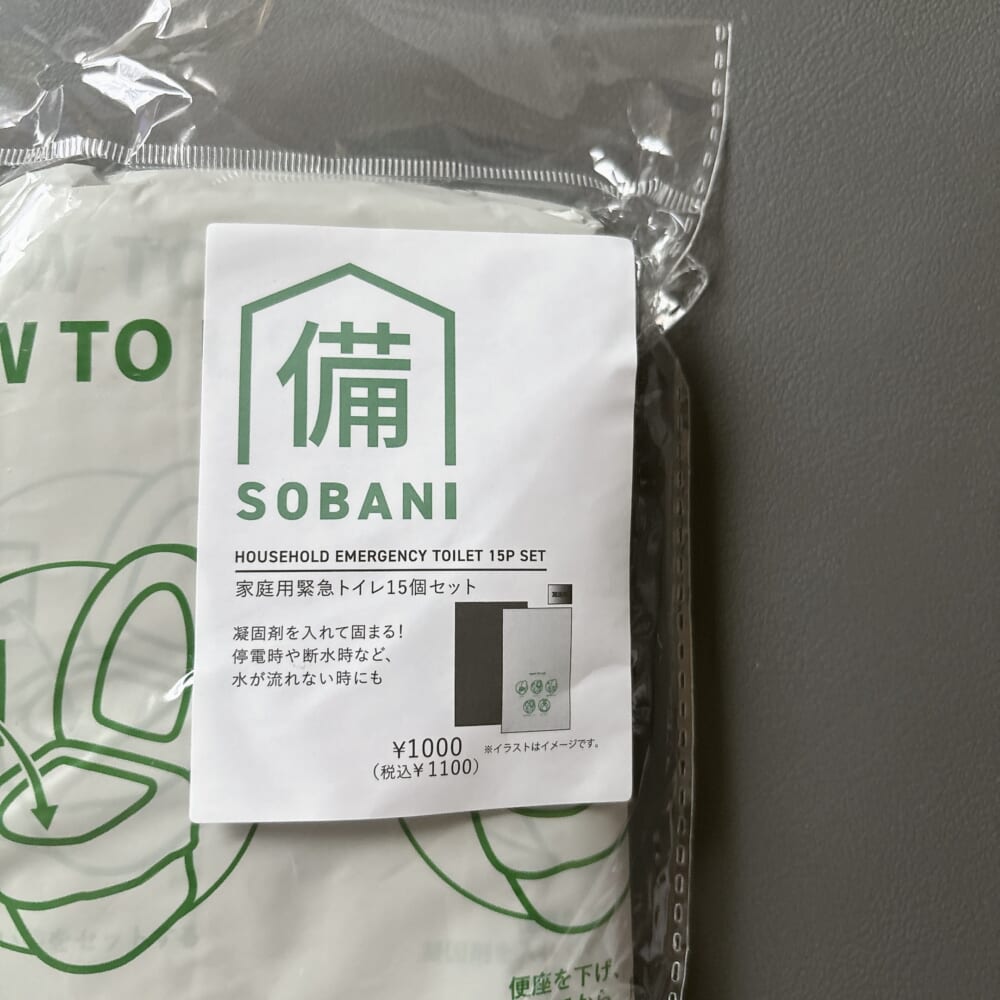 W TO
備
SOBANI
HOUSEHOLD EMERGENCY TOILET 15P SET
家庭用緊急トイレ15個セット
凝固剤を入れて固まる!
停電時や断水時など、
水が流れない時にも
¥1000
(税込¥1100)
※イラストはイメージです。
便座を下げ、